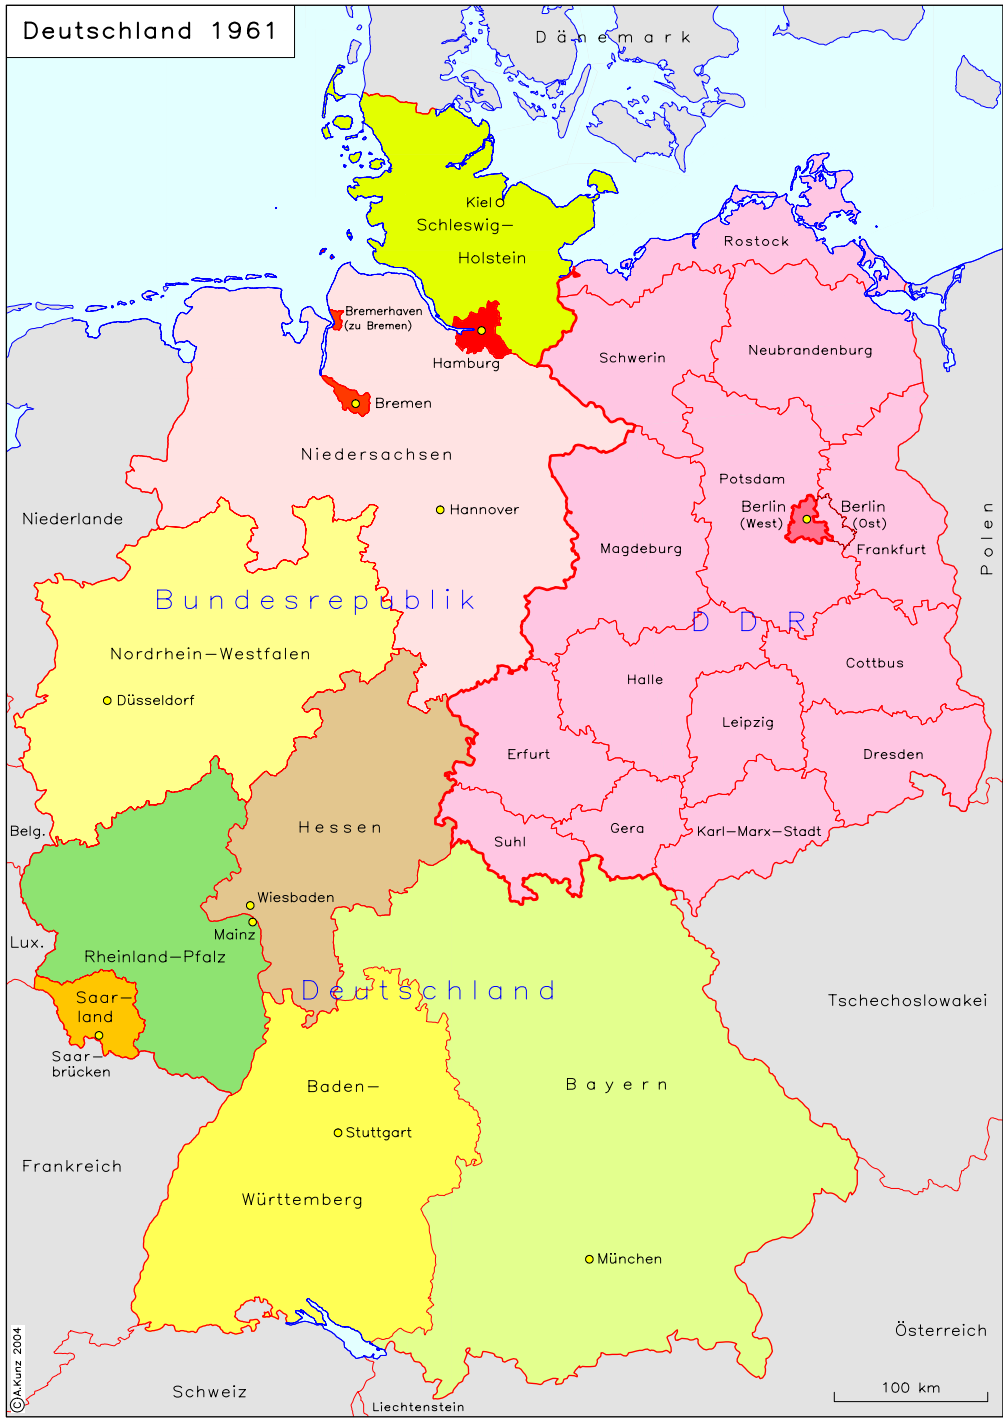 Deutschland 1961
Dänemark
Kiel
Schleswig–
Holstein
Rostock
Bremerhaven
(zu Bremen)
Hamburg
Schwerin
Neubrandenburg
Bremen
Niedersachsen
Potsdam
Niederlande
Hannover
Berlin
(West)
Berlin
(Ost)
Polen
Magdeburg
Frankfurt
Bundesrepublik
DDR
Nordrhein–Westfalen
Cottbus
Halle
Düsseldorf
Leipzig
Erfurt
Dresden
Belg.
Hessen
Gera
Karl–Marx–Stadt
Suhl
Wiesbaden
Mainz
Lux.
Rheinland–Pfalz
Deutschland
Saar–
land
Tschechoslowakei
Saar–
brücken
Baden–
Bayern
Stuttgart
Frankreich
Württemberg
München
Österreich
©A.Kunz 2004
Schweiz
100 km
Liechtenstein